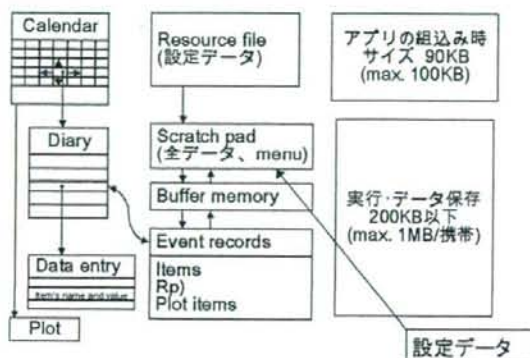 Calendar
Diary
Data entry
Item's name and value
Plot
Resource file
(設定データ)
Scratch pad
(全データ、menu)
Buffer memory
Event records
Items
Rp)
Plot items
アプリの組込み時
サイズ 90KB
(max. 100KB)
実行・データ保存
200KB以下
(max. 1MB/携帯)
設定データ